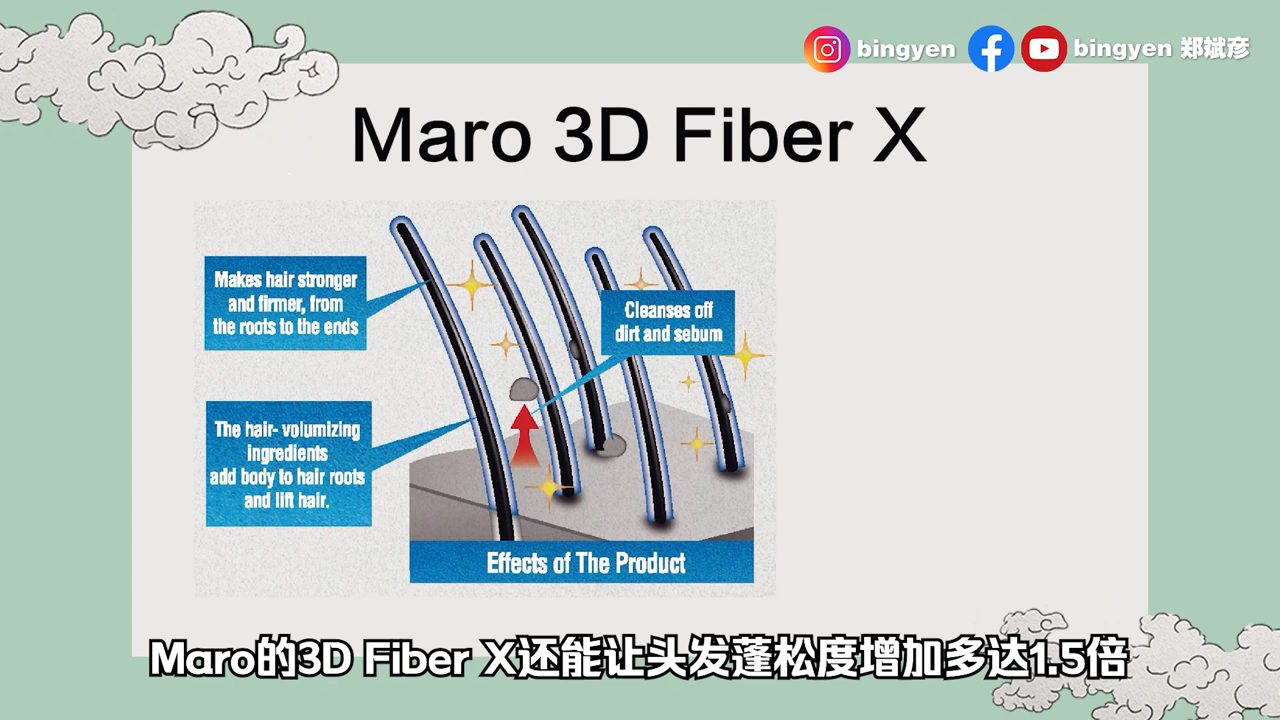 bingyen
bingyen 郑斌彦
Maro 3D Fiber X
Makes hair stronger
and firmer, from
the roots to the ends
Cleanses off
dirt and sebum
The hair- volumizing
ingredients
add body to hair roots
and lift hair.
Effects of The Product
Maro的3D Fiber X还能让头发蓬松度增加多达1.5倍